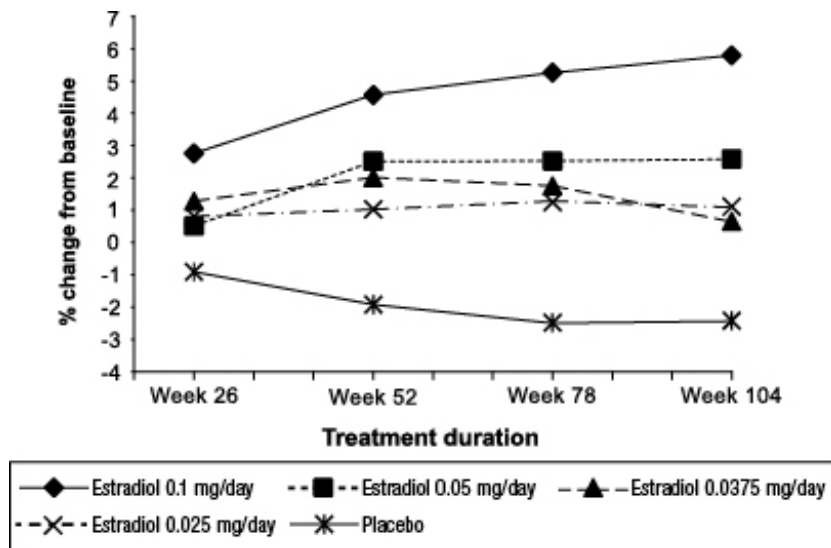 7
6
5
4
3
2
1
0
-1
-2
-3
-4
% change from baseline
Week 26 Week 52 Week 78 Week 104
Treatment duration
Estradiol 0.1 mg/day Estradiol 0.05 mg/day Estradiol 0.0375 mg/day
Estradiol 0.025 mg/day Placebo